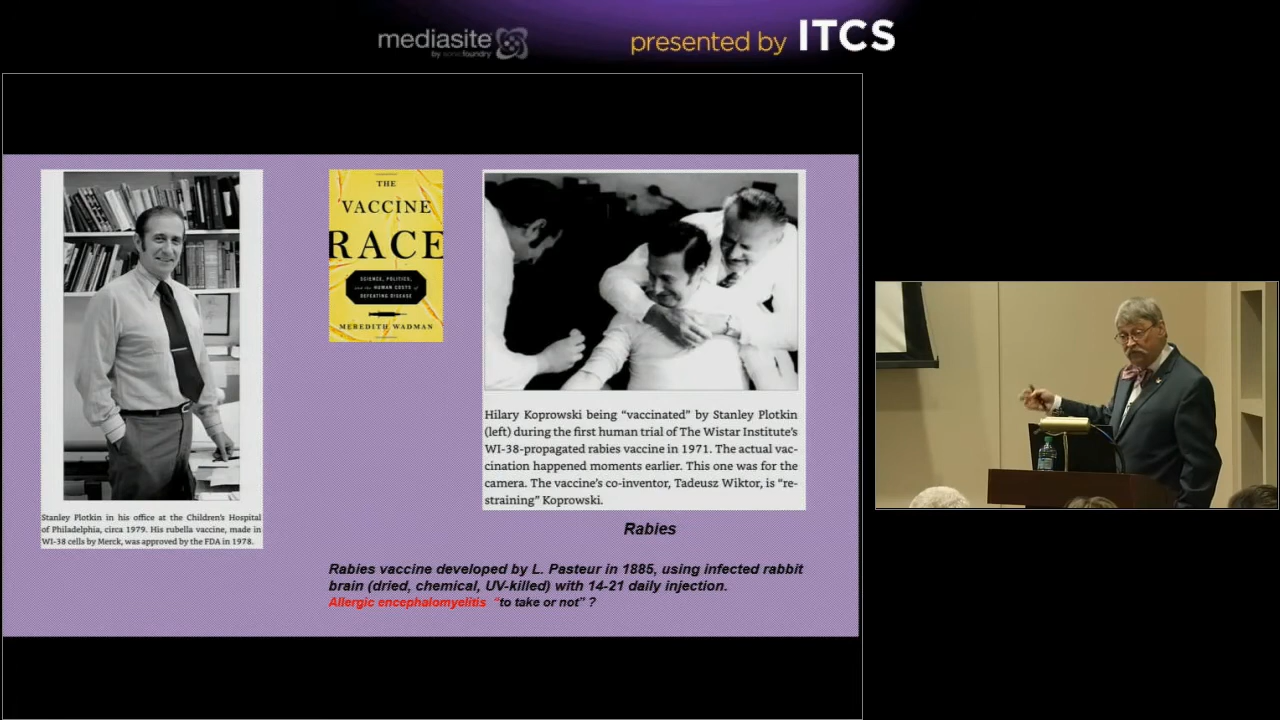 mediasite
by sonicfoundry
presented by ITCS
THE
VACCINE
RACE
SCIENCE, POLITICS,
and the HUMAN COSTS of
DEFEATING DISEASE
MEREDITH WADMAN
Stanley Plotkin in his office at the Children's Hospital
of Philadelphia, circa 1979. His rubella vaccine, made in
WI-38 cells by Merck, was approved by the FDA in 1978.
Hilary Koprowski being “vaccinated” by Stanley Plotkin
(left) during the first human trial of The Wistar Institute's
WI-38-propagated rabies vaccine in 1971. The actual vac-
cination happened moments earlier. This one was for the
camera. The vaccine's co-inventor, Tadeusz Wiktor, is “re-
straining” Koprowski.
Rabies
Rabies vaccine developed by L. Pasteur in 1885, using infected rabbit
brain (dried, chemical, UV-killed) with 14-21 daily injection.
Allergic encephalomyelitis “to take or not” ?